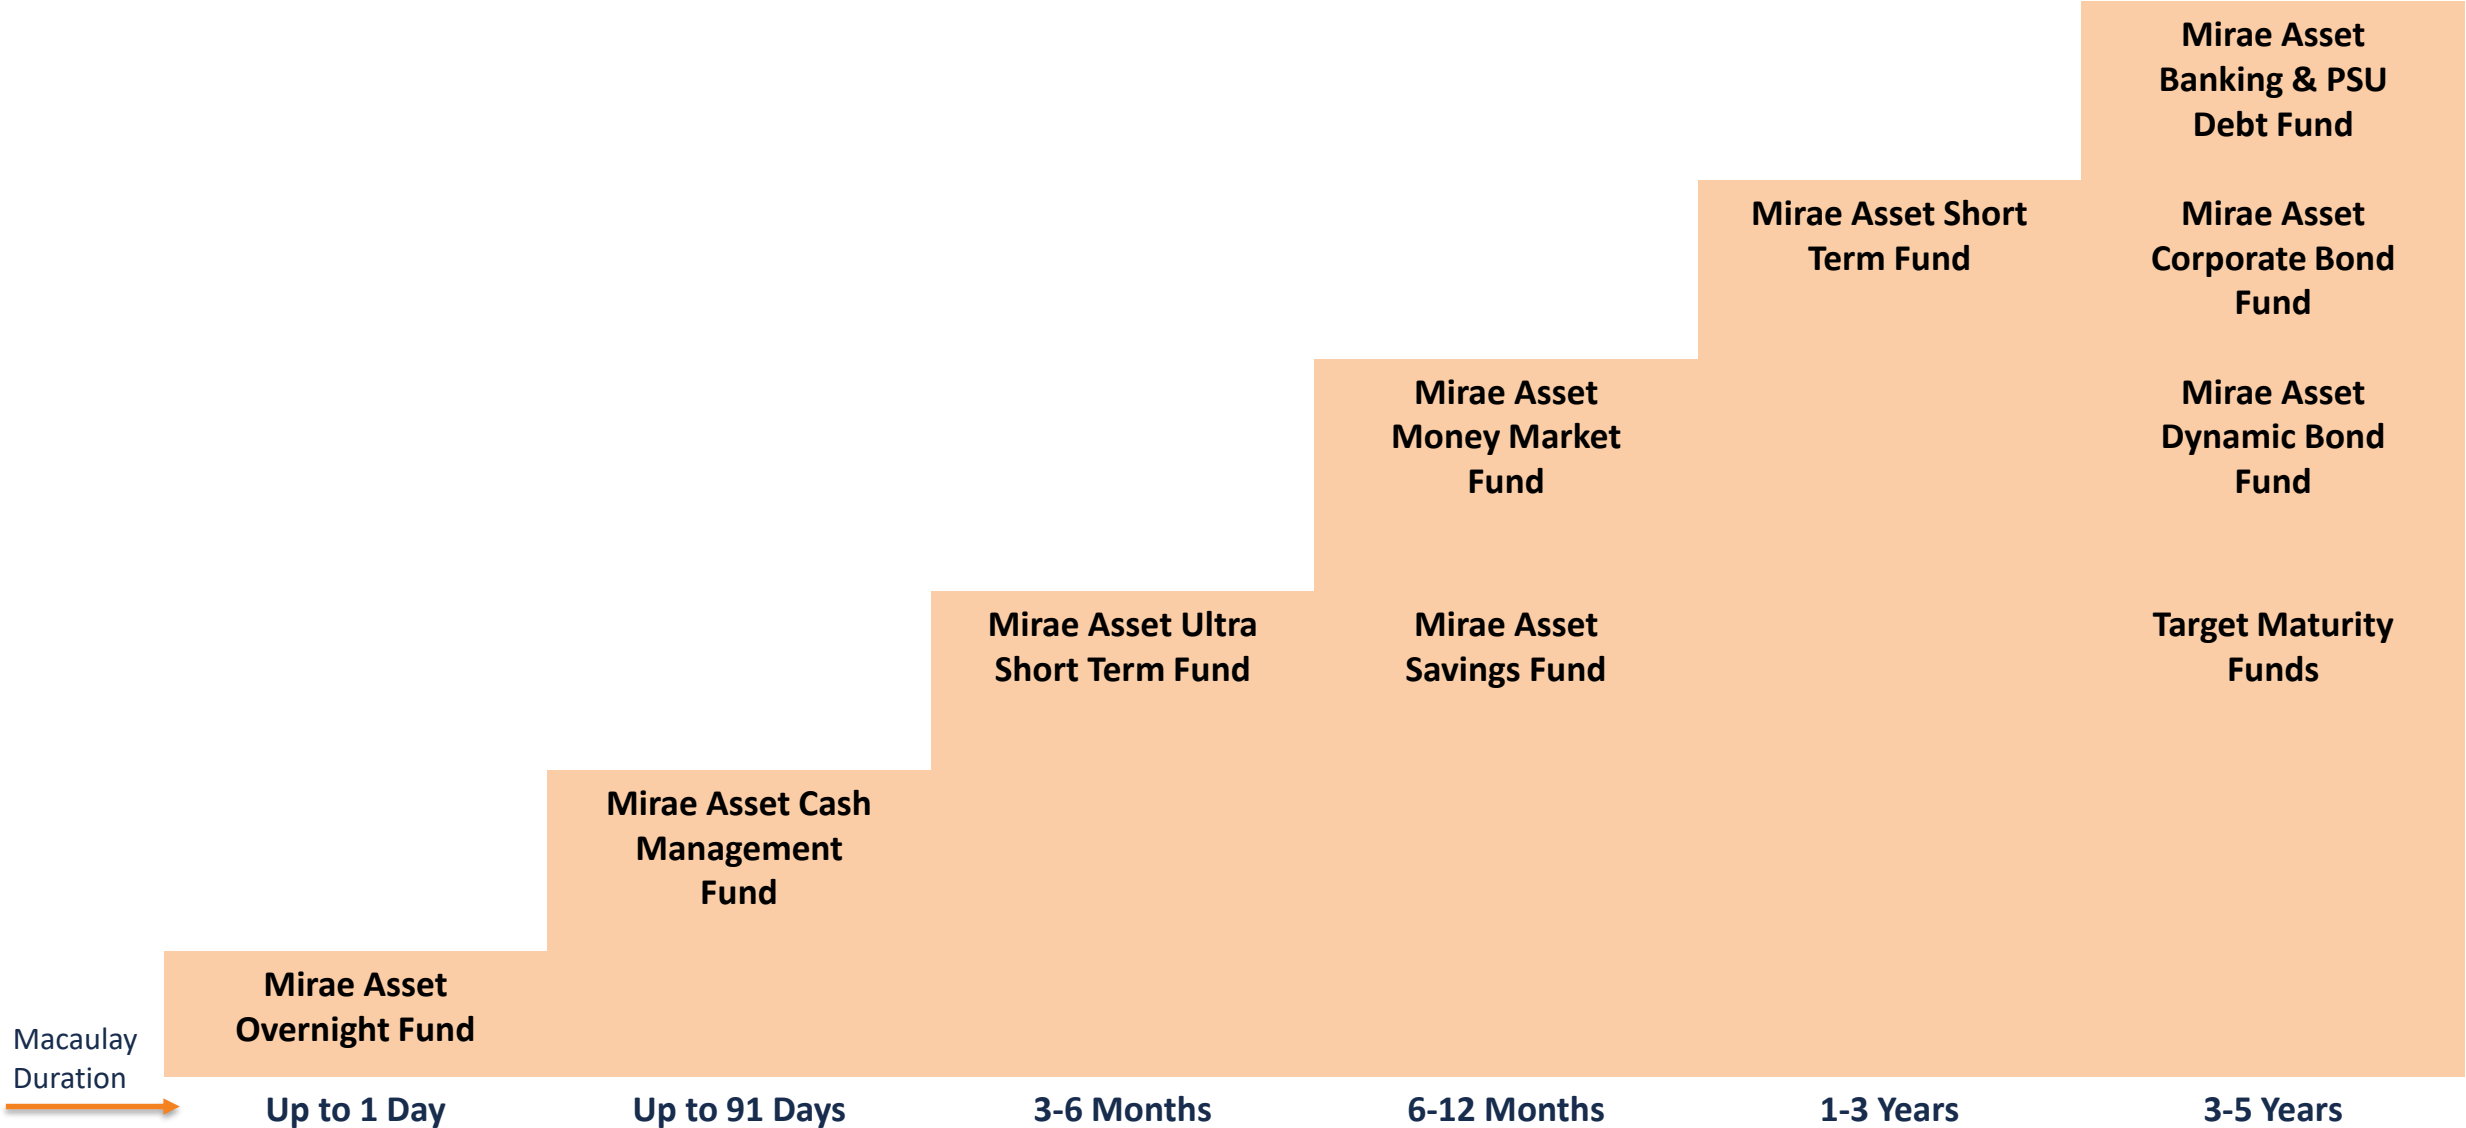 Mirae Asset
Banking & PSU
Debt Fund
Mirae Asset Short
Term Fund
Mirae Asset
Corporate Bond
Fund
Mirae Asset
Money Market
Fund
Mirae Asset
Dynamic Bond
Fund
Mirae Asset Ultra
Short Term Fund
Mirae Asset
Savings Fund
Target Maturity
Funds
Mirae Asset Cash
Management
Fund
Mirae Asset
Overnight Fund
Macaulay
Duration
Up to 1 Day
Up to 91 Days
3-6 Months
6-12 Months
1-3 Years
3-5 Years